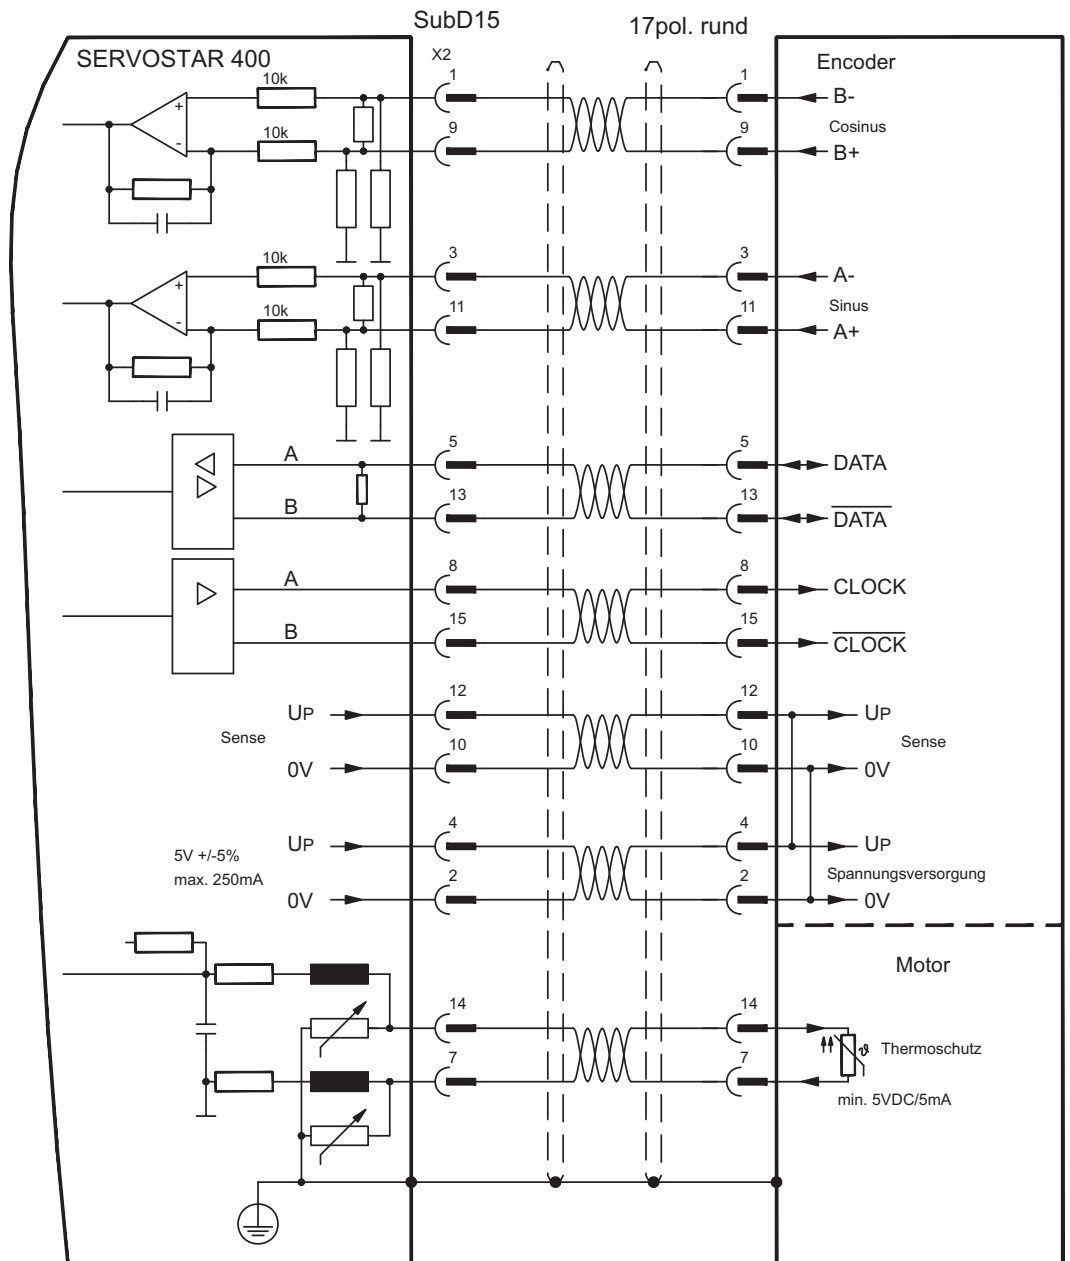 SubD15
17pol. rund
SERVOSTAR 400
X2
Encoder
10k
1
1
B-
+
Cosinus
10k
9
9
B+
-
10k
3
3
A-
+
Sinus
10k
11
11
A+
-
A
5
5
DATA
B
13
13
DATA
A
8
8
CLOCK
B
15
15
CLOCK
UP
12
12
UP
Sense
Sense
0V
10
10
0V
UP
4
4
UP
5V +/-5%
max. 250mA
Spannungsversorgung
0V
2
2
0V
Motor
14
14
ϑ
Thermoschutz
7
7
min. 5VDC/5mA